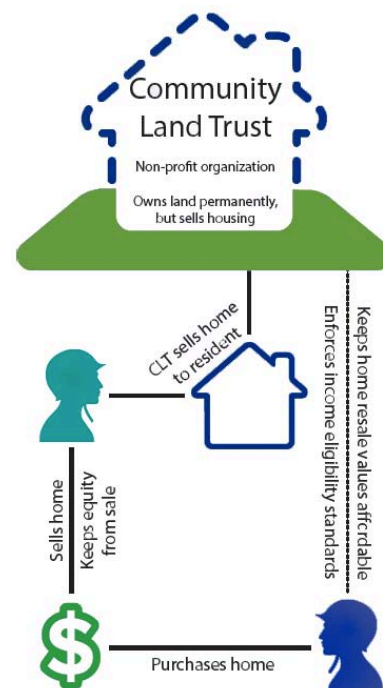 Community
Land Trust
Non-profit organization
Owns land permanently,
but sells housing
CLT sells home
to resident
Keeps home resale values affordable
Enforces income eligibility standards
Sells home
Keeps equity
from sale
$
Purchases home